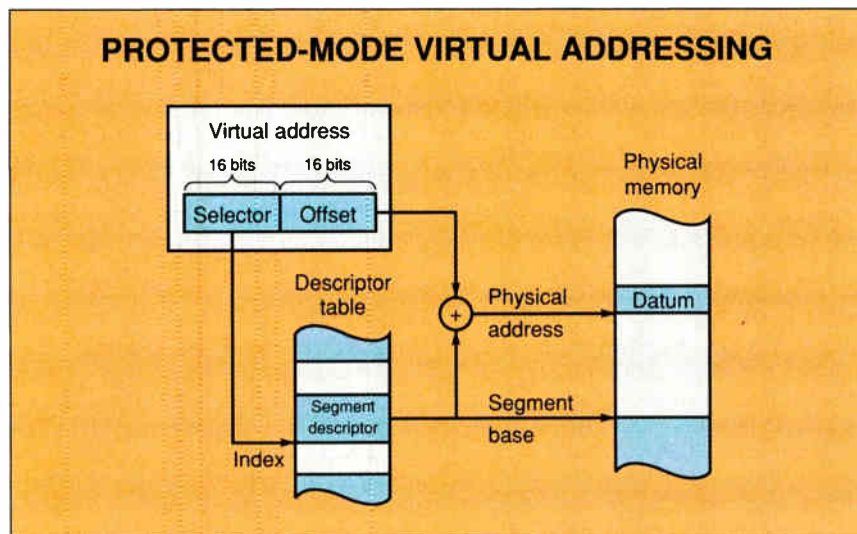 PROTECTED-MODE VIRTUAL ADDRESSING
Virtual address
16 bits 16 bits
Selector Offset
Physical
memory
Descriptor
table
Physical
address
Datum
Segment
descriptor
Segment
base
Index